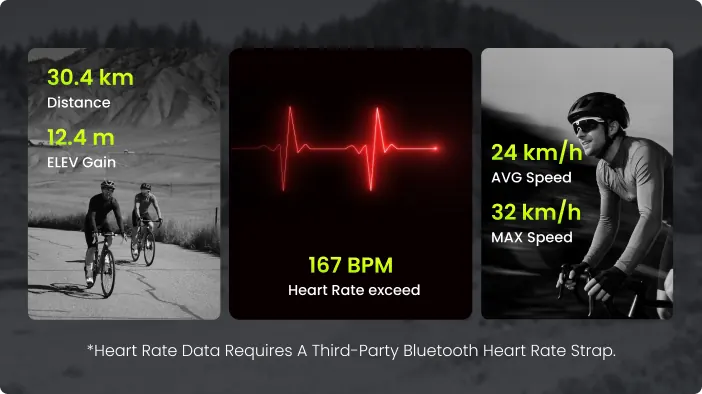 30.4 km
Distance
12.4 m
ELEV Gain
167 BPM
Heart Rate exceed
24 km/h
AVG Speed
32 km/h
MAX Speed
*Heart Rate Data Requires A Third-Party Bluetooth Heart Rate Strap.